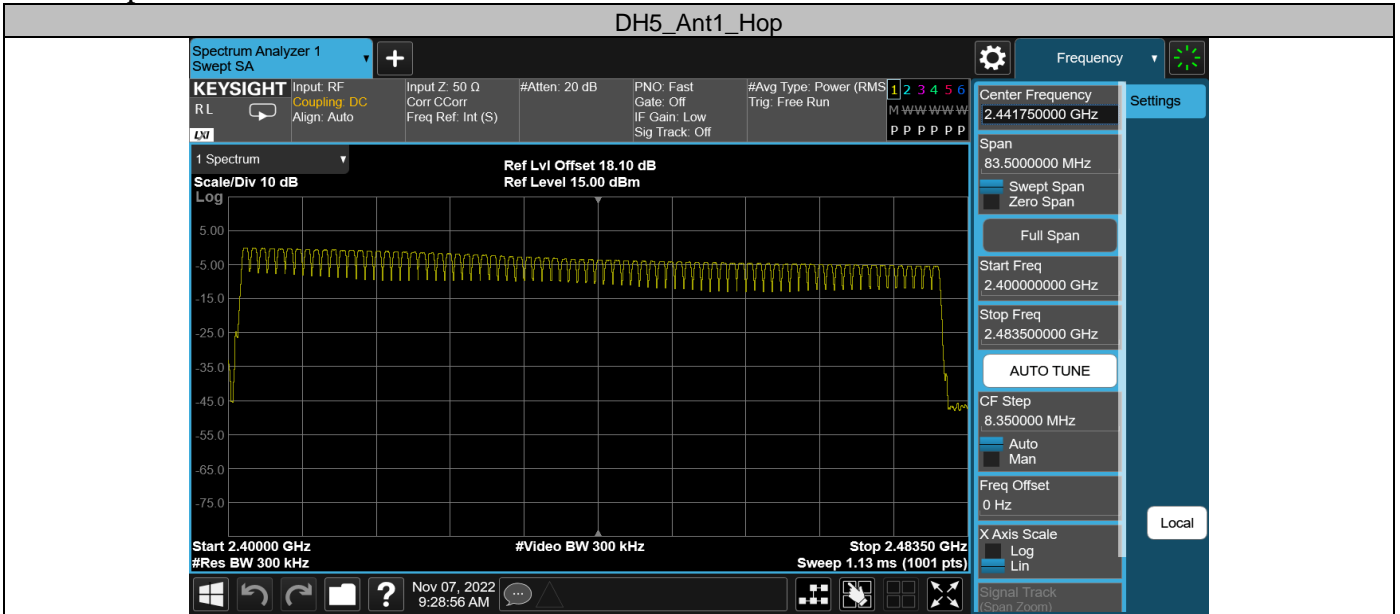 DH5_Ant1_Hop
Spectrum Analyzer 1
Swept SA
Frequency
KEYSIGHT
RL
LXI
Input: RF
Coupling: DC
Align: Auto
Input Z: 50 Ω
Corr CCorr
Freq Ref: Int (S)
#Atten: 20 dB
PNO: Fast
Gate: Off
IF Gain: Low
Sig Track: Off
#Avg Type: Power (RMS
Trig: Free Run
1 2 3 4 5 6
M W W W W W
P P P P P P
1 Spectrum
Scale/Div 10 dB
Ref Lvl Offset 18.10 dB
Ref Level 15.00 dBm
Log
5.00
-5.00
-15.0
-25.0
-35.0
-45.0
-55.0
-65.0
-75.0
Start 2.40000 GHz
#Res BW 300 kHz
#Video BW 300 kHz
Stop 2.48350 GHz
Sweep 1.13 ms (1001 pts)
?
Nov 07, 2022
9:28:56 AM
Center Frequency
2.441750000 GHz
Span
83.5000000 MHz
Swept Span
Zero Span
Full Span
Start Freq
2.400000000 GHz
Stop Freq
2.483500000 GHz
AUTO TUNE
CF Step
8.350000 MHz
Auto
Man
Freq Offset
0 Hz
X Axis Scale
Log
Lin
Signal Track
(Span Zoom)
Settings
Local